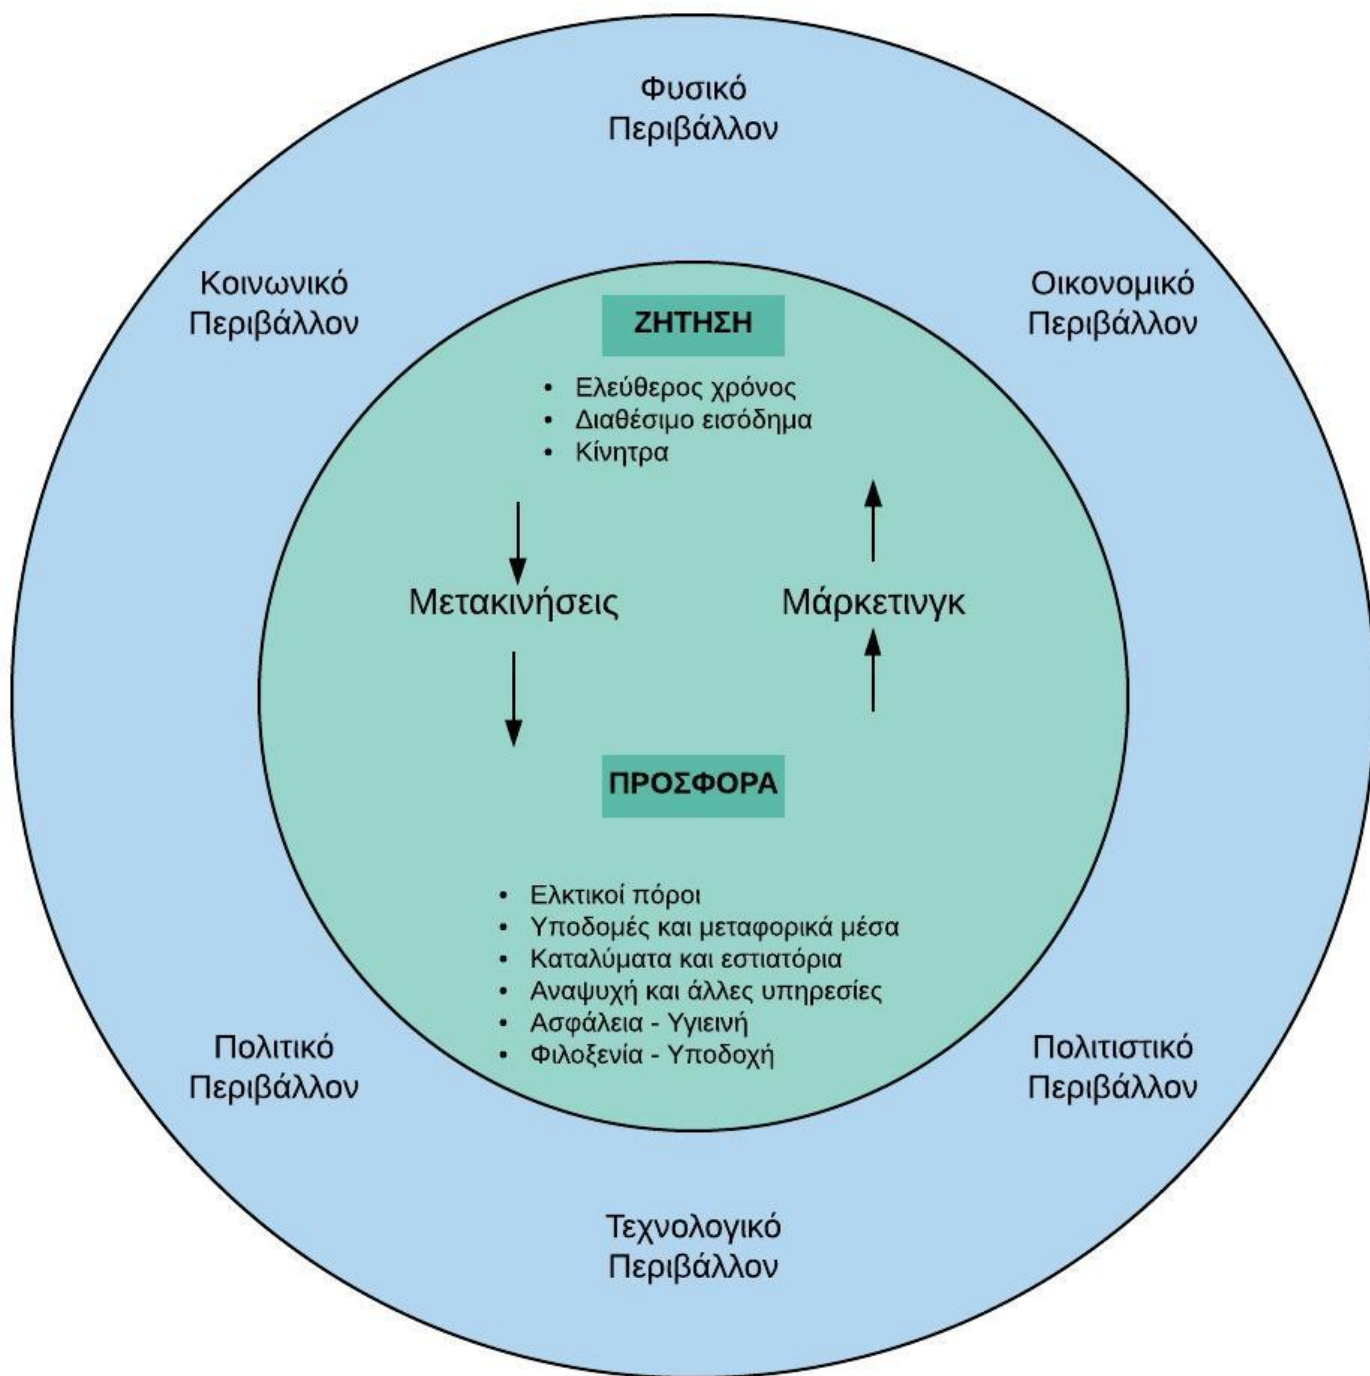 Φυσικό
Περιβάλλον
Κοινωνικό
Περιβάλλον
Οικονομικό
Περιβάλλον
ΖΗΤΗΣΗ
• Ελεύθερος χρόνος
• Διαθέσιμο εισόδημα
• Κίνητρα
Μετακινήσεις
Μάρκετινγκ
ΠΡΟΣΦΟΡΑ
• Ελκτικοί πόροι
• Υποδομές και μεταφορικά μέσα
• Καταλύματα και εστιατόρια
• Αναψυχή και άλλες υπηρεσίες
• Ασφάλεια - Υγιεινή
• Φιλοξενία - Υποδοχή
Πολιτικό
Περιβάλλον
Πολιτιστικό
Περιβάλλον
Τεχνολογικό
Περιβάλλον